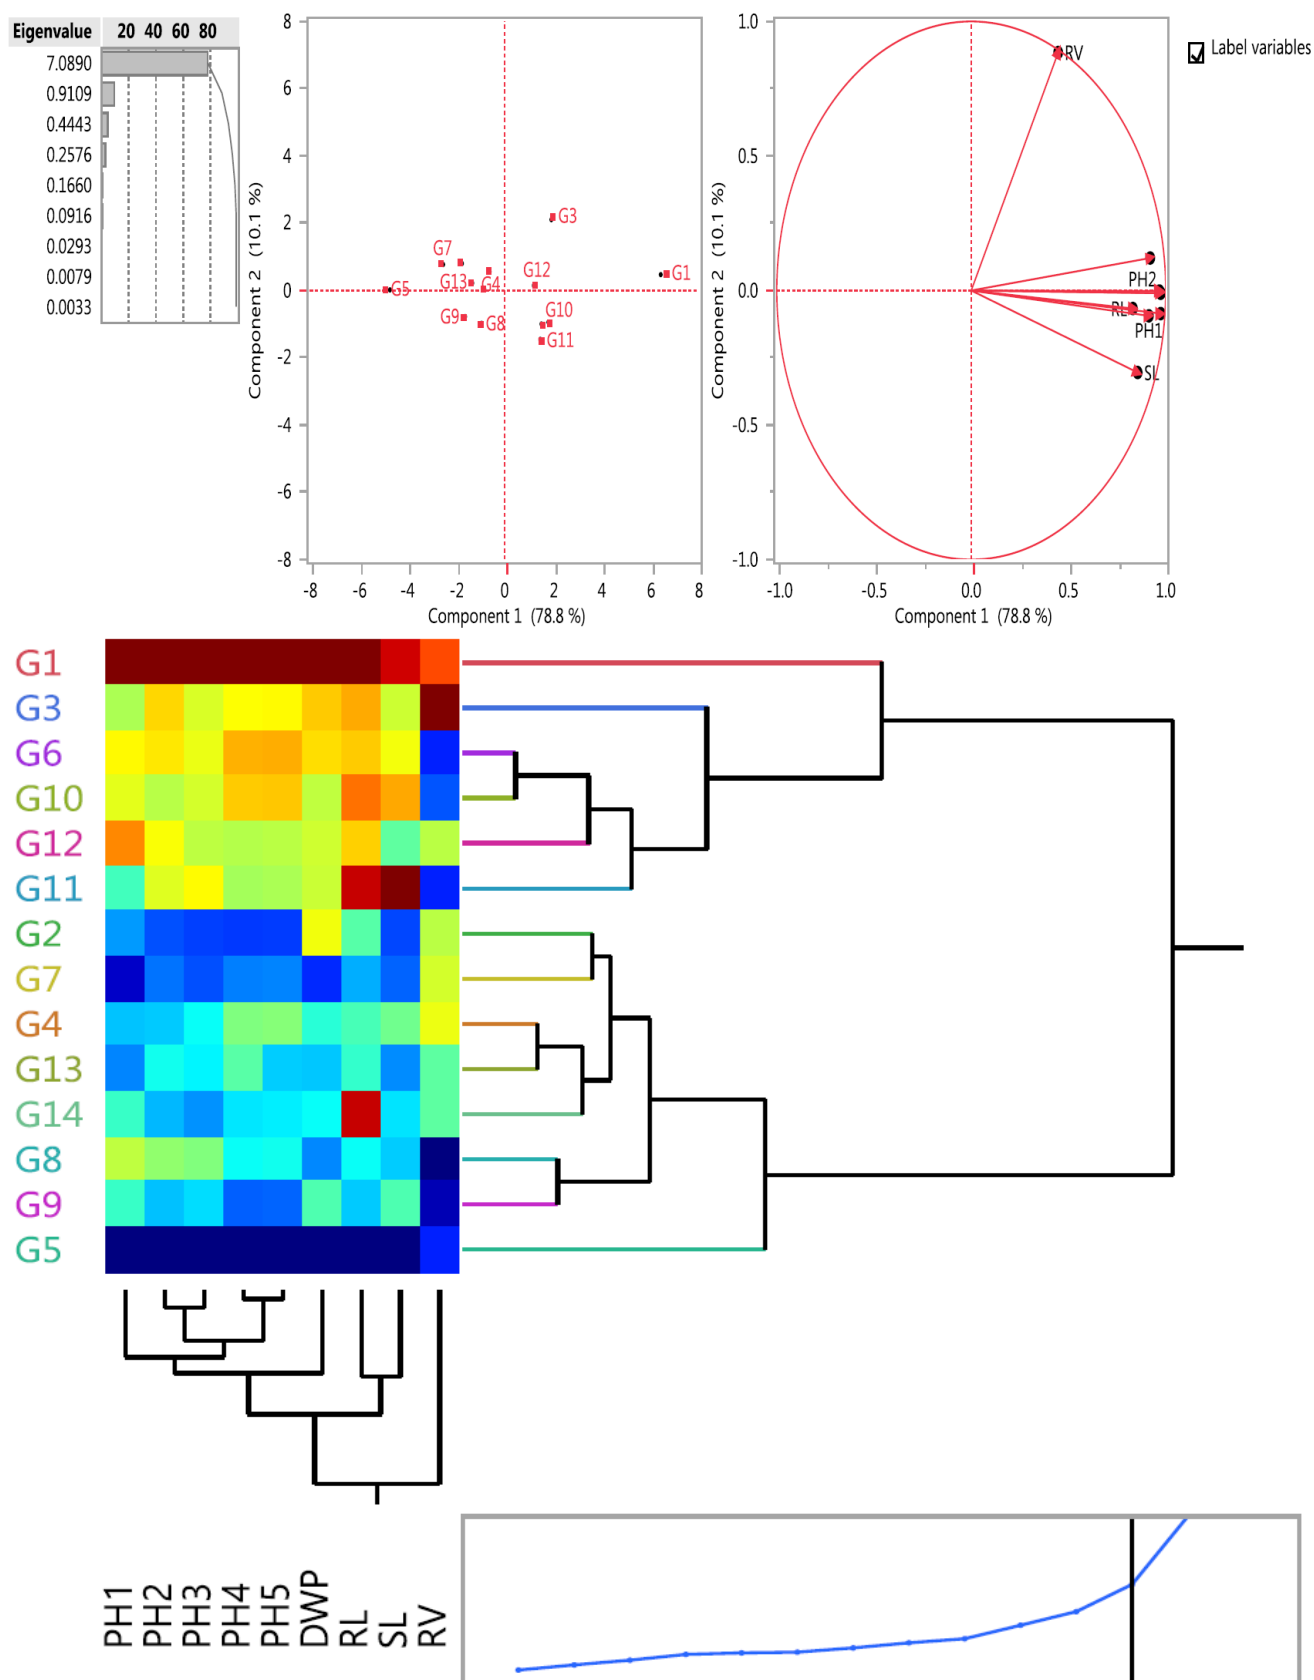 Eigenvalue 20 40 60 80
7.0890
0.9109
0.4443
0.2576
0.1660
0.0916
0.0293
0.0079
0.0033
Component 2 (10.1 %)
8
6
4
2
0
-2
-4
-6
-8
G3
G7
G1
G12
G13
G4
G5
G9
G8
G10
G11
-8 -6 -4 -2 0 2 4 6 8
Component 1 (78.8 %)
Component 2 (10.1 %)
1.0
0.5
0.0
-0.5
-1.0
RV
PH2
RL
PH1
SL
-1.0 -0.5 0.0 0.5 1.0
Component 1 (78.8 %)
Label variables
G1
G3
G6
G10
G12
G11
G2
G7
G4
G13
G14
G8
G9
G5
PH1
PH2
PH3
PH4
PH5
DWP
RL
SL
RV